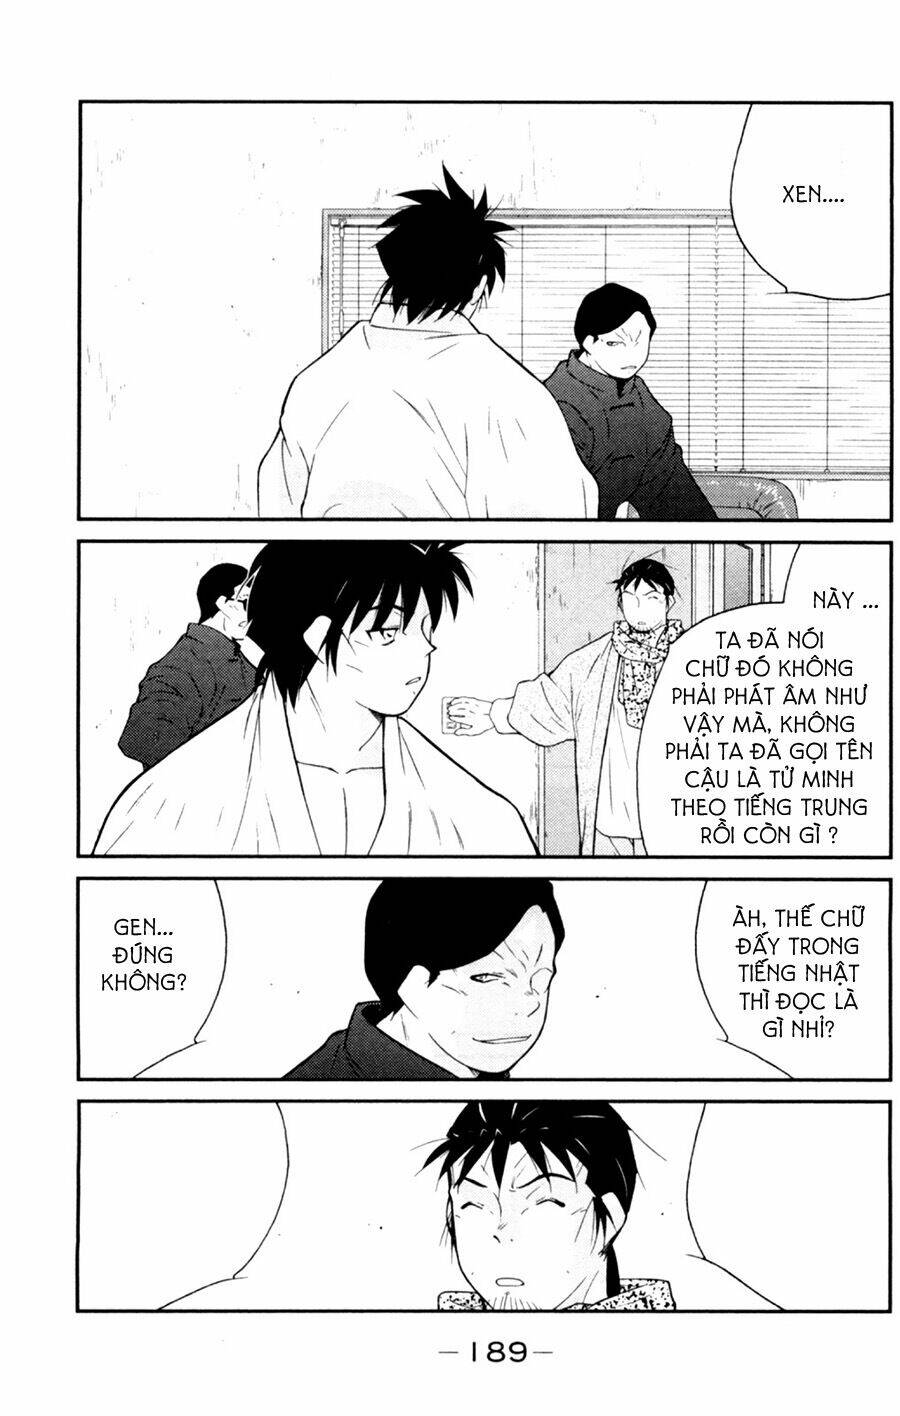 XEN....
NÀY ...
TA ĐÃ NÓI
CHỮ ĐÓ KHÔNG
PHẢI PHÁT ÂM NHƯ
VẬY MÀ, KHÔNG
PHẢI TA ĐÃ GỌI TÊN
CẬU LÀ TỬ MINH
THEO TIẾNG TRUNG
RỒI CÒN GÌ ?
ÀH, THẾ CHỮ
ĐẤY TRONG
TIẾNG NHẬT
THÌ ĐỌC LÀ
GÌ NHỈ?
GEN...
ĐÚNG
KHÔNG?
— 189 —